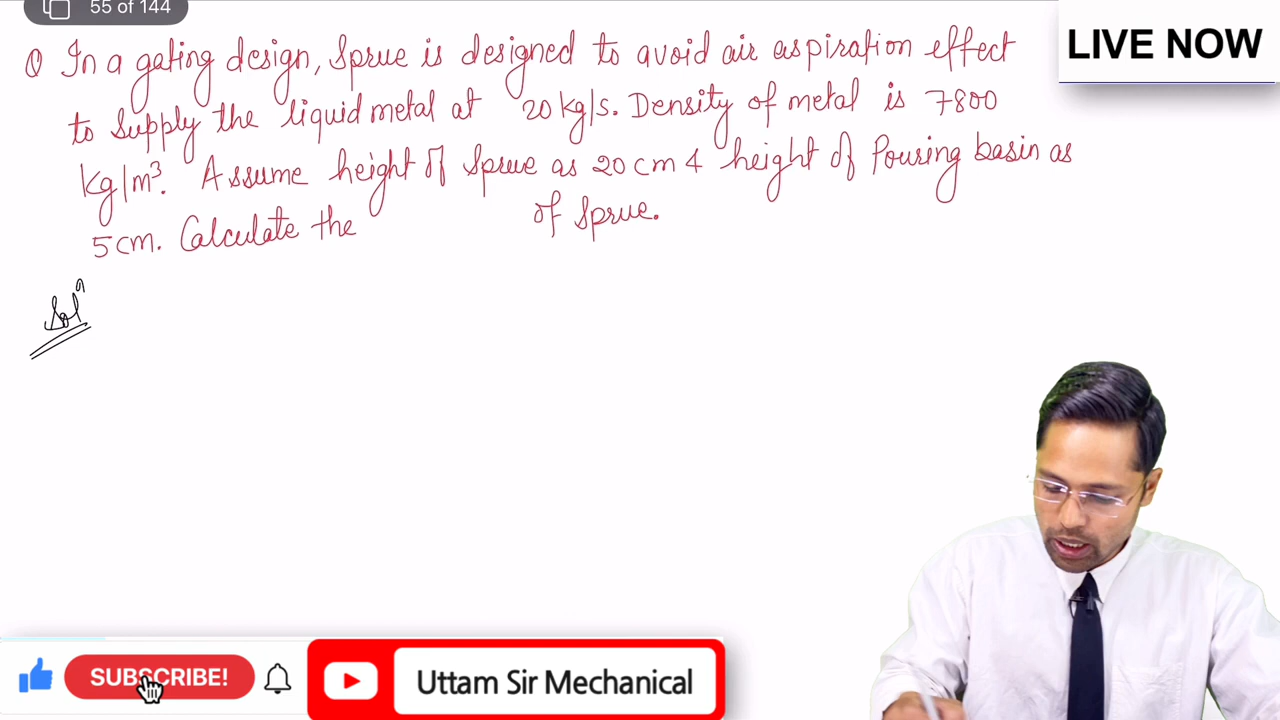 55 of 144
LIVE NOW
Q In a gating design, Sprue is designed to avoid air aspiration effect
to supply the liquid metal at 20 kg/s. Density of metal is 7800
kg/m³. Assume height of Sprue as 20 cm & height of Pouring basin as
5 cm. Calculate the of Sprue.
Solⁿ
SUBSCRIBE!
Uttam Sir Mechanical